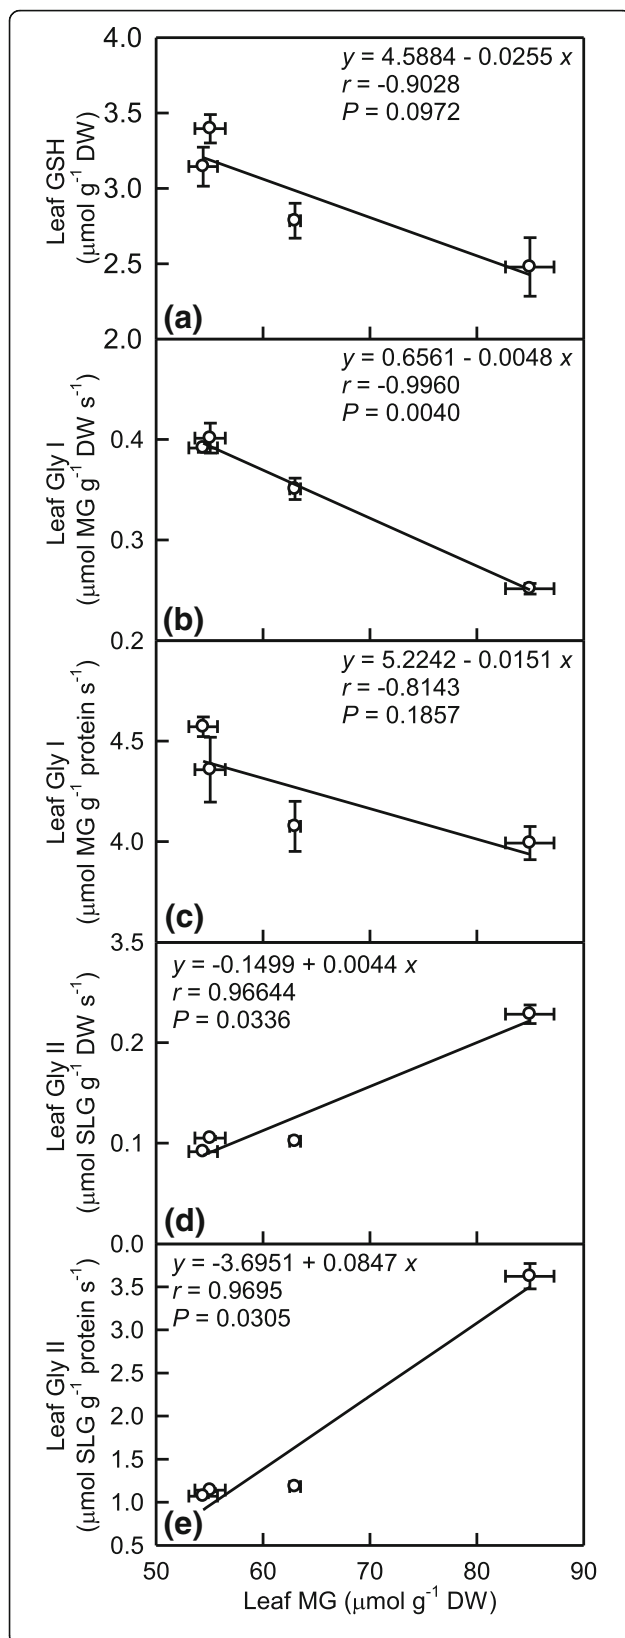 4.0
y = 4.5884 - 0.0255 x
r = -0.9028
P = 0.0972
3.5
3.0
2.5
2.0
Leaf GSH
(μmol g⁻¹ DW)
(a)
y = 0.6561 - 0.0048 x
r = -0.9960
P = 0.0040
0.4
0.3
0.2
Leaf Gly I
(μmol MG g⁻¹ DW s⁻¹)
(b)
y = 5.2242 - 0.0151 x
r = -0.8143
P = 0.1857
4.5
4.0
3.5
Leaf Gly I
(μmol MG g⁻¹ protein s⁻¹)
(c)
y = -0.1499 + 0.0044 x
r = 0.96644
P = 0.0336
0.2
0.1
0.0
Leaf Gly II
(μmol SLG g⁻¹ DW s⁻¹)
(d)
y = -3.6951 + 0.0847 x
r = 0.9695
P = 0.0305
3.5
3.0
2.5
2.0
1.5
1.0
0.5
Leaf Gly II
(μmol SLG g⁻¹ protein s⁻¹)
(e)
50 60 70 80 90
Leaf MG (μmol g⁻¹ DW)